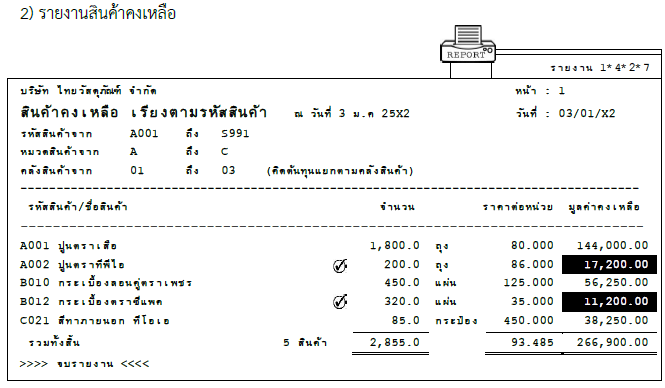 2) รายงานสินค้าคงเหลือ
REPORT
รายงาน 1*4*2*7
บริษัท ไทยวัสดุภัณฑ์ จำกัด หน้า : 1
สินค้าคงเหลือ เรียงตามรหัสสินค้า ณ วันที่ 3 ม.ค 25X2 วันที่ : 03/01/X2
รหัสสินค้าจาก A001 ถึง S991
หมวดสินค้าจาก A ถึง C
คลังสินค้าจาก 01 ถึง 03 (คิดต้นทุนแยกตามคลังสินค้า)
รหัสสินค้า/ชื่อสินค้า จำนวน ราคาต่อหน่วย มูลค่าคงเหลือ
A001 ปูนตราเสือ 1,800.0 ถุง 80.000 144,000.00
A002 ปูนตราทีพีไอ 200.0 ถุง 86.000 17,200.00
B010 กระเบื้องลอนคู่ตราเพชร 450.0 แผ่น 125.000 56,250.00
B012 กระเบื้องตราซีแพค 320.0 แผ่น 35.000 11,200.00
C021 สีทาภายนอก ทีโอเอ 85.0 กระป๋อง 450.000 38,250.00
รวมทั้งสิ้น 5 สินค้า 2,855.0 93.485 266,900.00
>>>> จบรายงาน <<<<